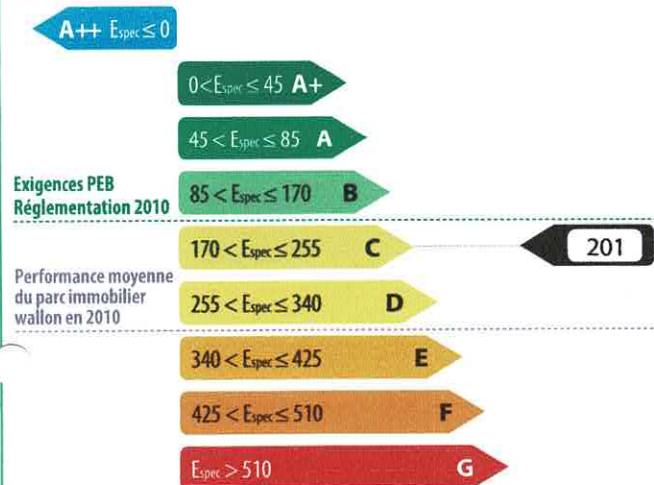 A++ Espec ≤ 0
0 < Espec ≤ 45 A+
45 < Espec ≤ 85 A
Exigences PEB
Réglementation 2010
85 < Espec ≤ 170 B
170 < Espec ≤ 255 C
201
Performance moyenne
du parc immobilier
wallon en 2010
255 < Espec ≤ 340 D
340 < Espec ≤ 425 E
425 < Espec ≤ 510 F
Espec > 510 G